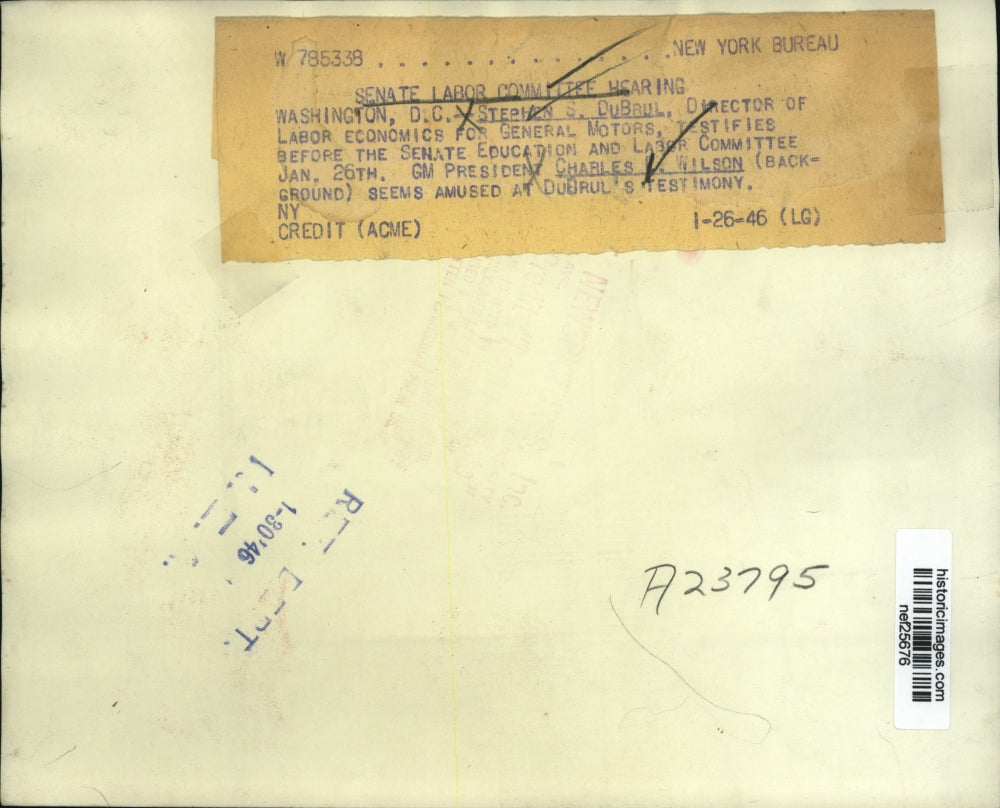 W 785338 . . . . . . . . . . . . . . . NEW YORK BUREAU
SENATE LABOR COMMITTEE HEARING
WASHINGTON, D.C.--STEPHEN S. DUBRUL, DIRECTOR OF
LABOR ECONOMICS FOR GENERAL MOTORS, TESTIFIES
BEFORE THE SENATE EDUCATION AND LABOR COMMITTEE
JAN. 26TH. GM PRESIDENT CHARLES WILSON (BACK=
GROUND) SEEMS AMUSED AT DUBRUL'S TESTIMONY.
NY
CREDIT (ACME) 1-26-46 (LG)
Inc.
1-30'46
A23795
historicimages.com
nef25676